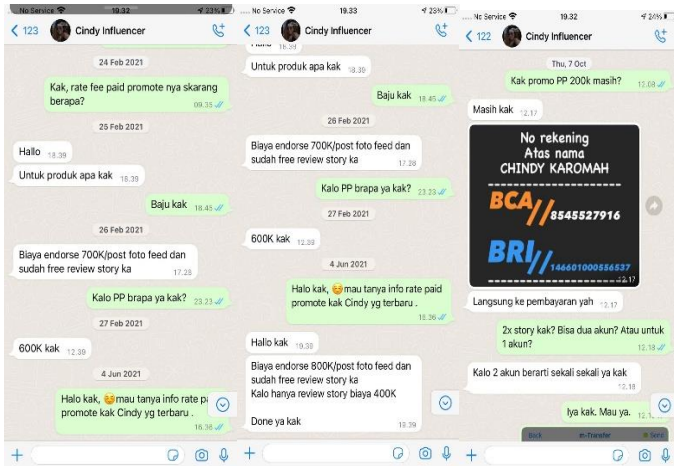 No Service
19.32
23%
123
Cindy Influencer
24 Feb 2021
Kak, rate fee paid promote nya skarang
berapa?
09.35
25 Feb 2021
Hallo
18.39
Untuk produk apa kak
18.39
Baju kak
18.45
26 Feb 2021
Biaya endorse 700K/post foto feed dan
sudah free review story ka
17.28
Kalo PP brapa ya kak?
23.23
27 Feb 2021
600K kak
12.39
4 Jun 2021
Halo kak, 😊mau tanya info rate pa
promote kak Cindy yg terbaru .
16.36
No Service
19.33
23%
123
Cindy Influencer
Hallo
18.39
Untuk produk apa kak
18.39
Baju kak
18.45
26 Feb 2021
Biaya endorse 700K/post foto feed dan
sudah free review story ka
17.28
Kalo PP brapa ya kak?
23.23
27 Feb 2021
600K kak
12.39
4 Jun 2021
Halo kak, 😊mau tanya info rate paid
promote kak Cindy yg terbaru .
16.36
Hallo kak
19.39
Biaya endorse 800K/post foto feed dan
sudah free review story ka
Kalo hanya review story biaya 400K
Done ya kak
19.39
No Service
19.32
24%
122
Cindy Influencer
Thu, 7 Oct
Kak promo PP 200k masih?
12.08
Masih kak
12.17
No rekening
Atas nama
CHINDY KAROMAH
BCA//8545527916
BRI//146601000556537
12.17
Langsung ke pembayaran yah
12.17
2x story kak? Bisa dua akun? Atau untuk
1 akun?
12.18
Kalo 2 akun berarti sekali sekali ya kak
12.18
Iya kak. Mau ya.
Back
m-Transfer
Send